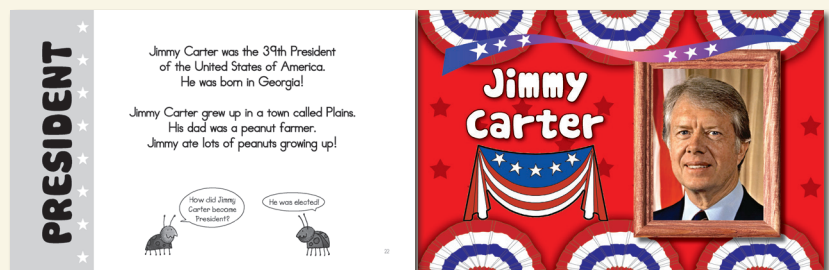 PRESIDENT
Jimmy Carter was the 39th President
of the United States of America.
He was born in Georgia!
Jimmy Carter grew up in a town called Plains.
His dad was a peanut farmer.
Jimmy ate lots of peanuts growing up!
How did Jimmy
Carter become
President?
He was elected!
22
Jimmy
Carter